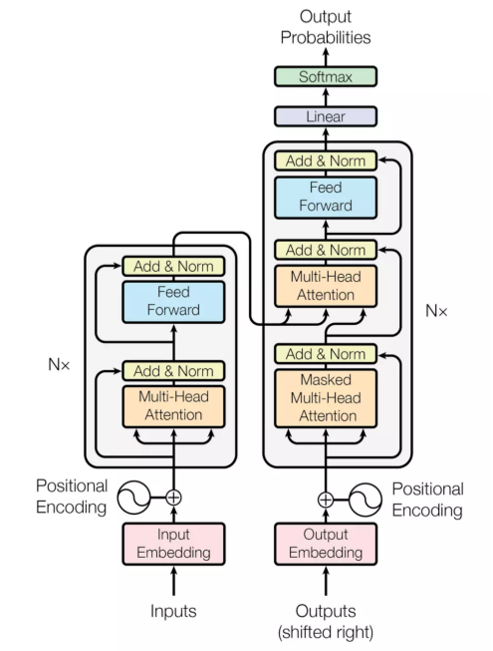 Output
Probabilities
Softmax
Linear
Add & Norm
Feed
Forward
Add & Norm
Multi-Head
Attention
Nx
Add & Norm
Masked
Multi-Head
Attention
Add & Norm
Feed
Forward
N×
Add & Norm
Multi-Head
Attention
Positional
Encoding
Positional
Encoding
Input
Embedding
Output
Embedding
Inputs
Outputs
(shifted right)